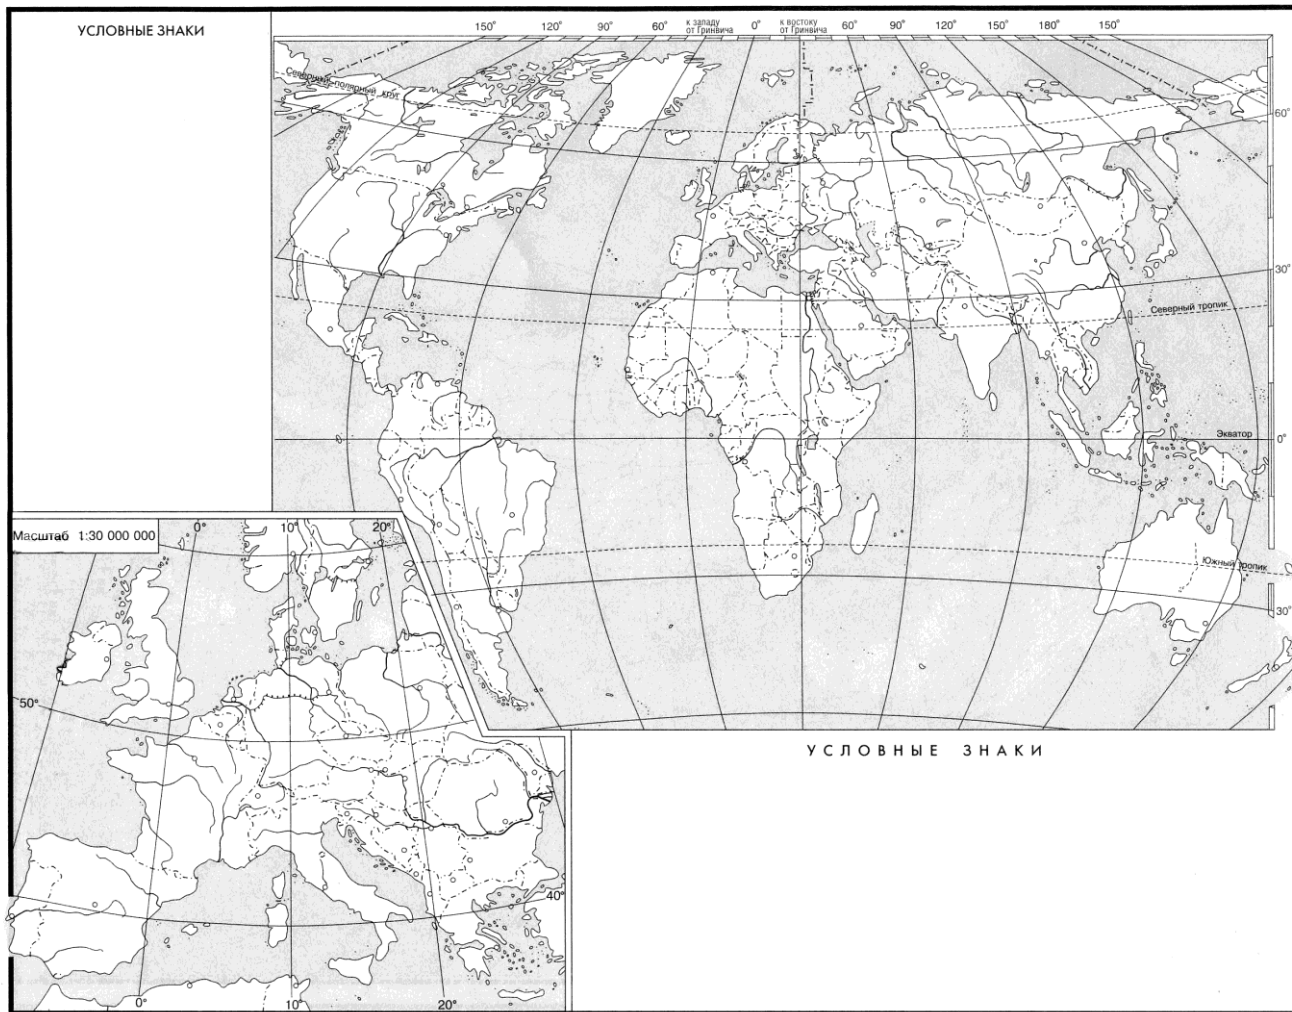 УСЛОВНЫЕ ЗНАКИ
150° 120° 90° 60° к западу от Гринвича 0° к востоку от Гринвича 60° 90° 120° 150° 180° 150°
Северный полярный круг
60°
30°
Северный тропик
Экватор
0°
Южный тропик
30°
Масштаб 1:30 000 000
0° 10° 20°
50°
40°
0° 10° 20°
УСЛОВНЫЕ ЗНАКИ